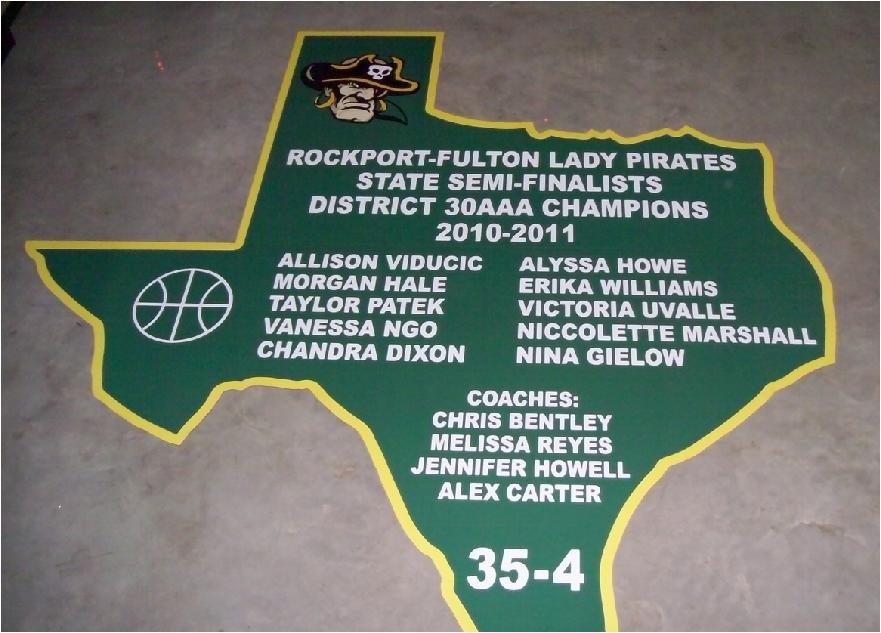 ROCKPORT-FULTON LADY PIRATES
STATE SEMI-FINALISTS
DISTRICT 30AAA CHAMPIONS
2010-2011
ALLISON VIDUCIC
MORGAN HALE
TAYLOR PATEK
VANESSA NGO
CHANDRA DIXON
ALYSSA HOWE
ERIKA WILLIAMS
VICTORIA UVALLE
NICCOLETTE MARSHALL
NINA GIELOW
COACHES:
CHRIS BENTLEY
MELISSA REYES
JENNIFER HOWELL
ALEX CARTER
35-4